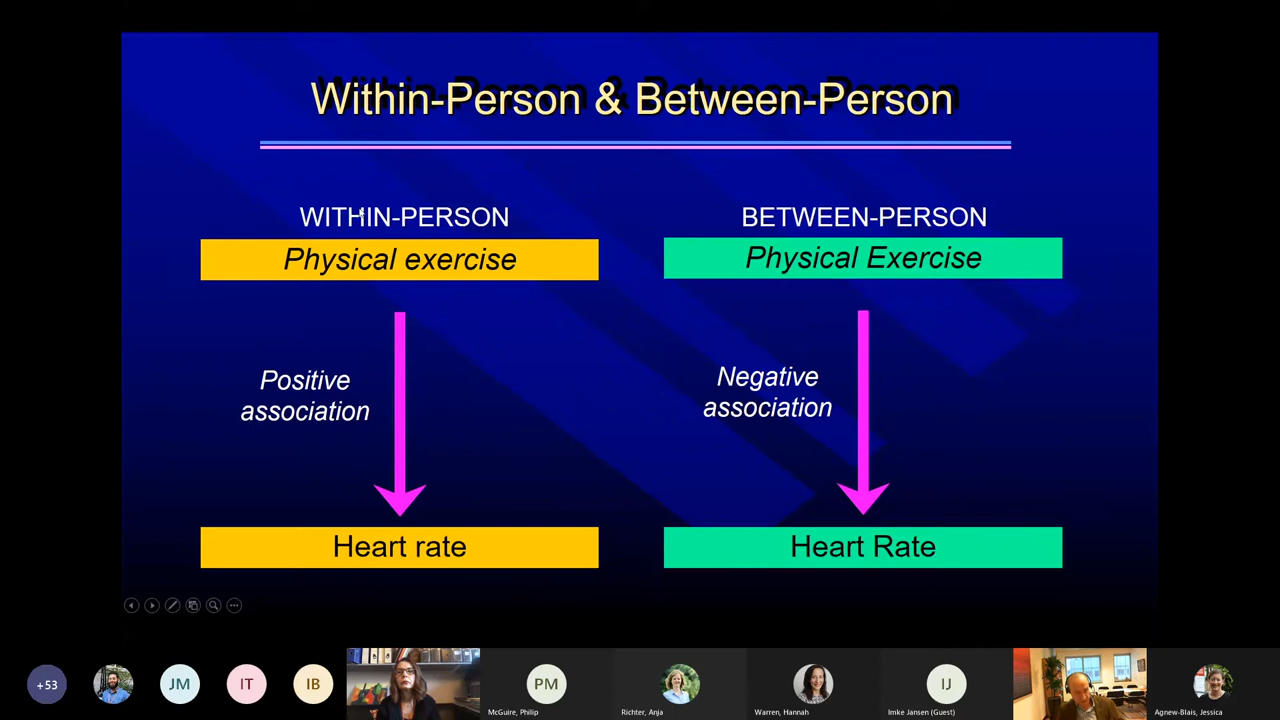 Within-Person & Between-Person
WITHIN-PERSON
Physical exercise
Positive
association
Heart rate
BETWEEN-PERSON
Physical Exercise
Negative
association
Heart Rate
+53
JM
IT
IB
PM
McGuire, Philip
Richter, Anja
Warren, Hannah
IJ
Imke Jansen (Guest)
Agnew-Blais, Jessica